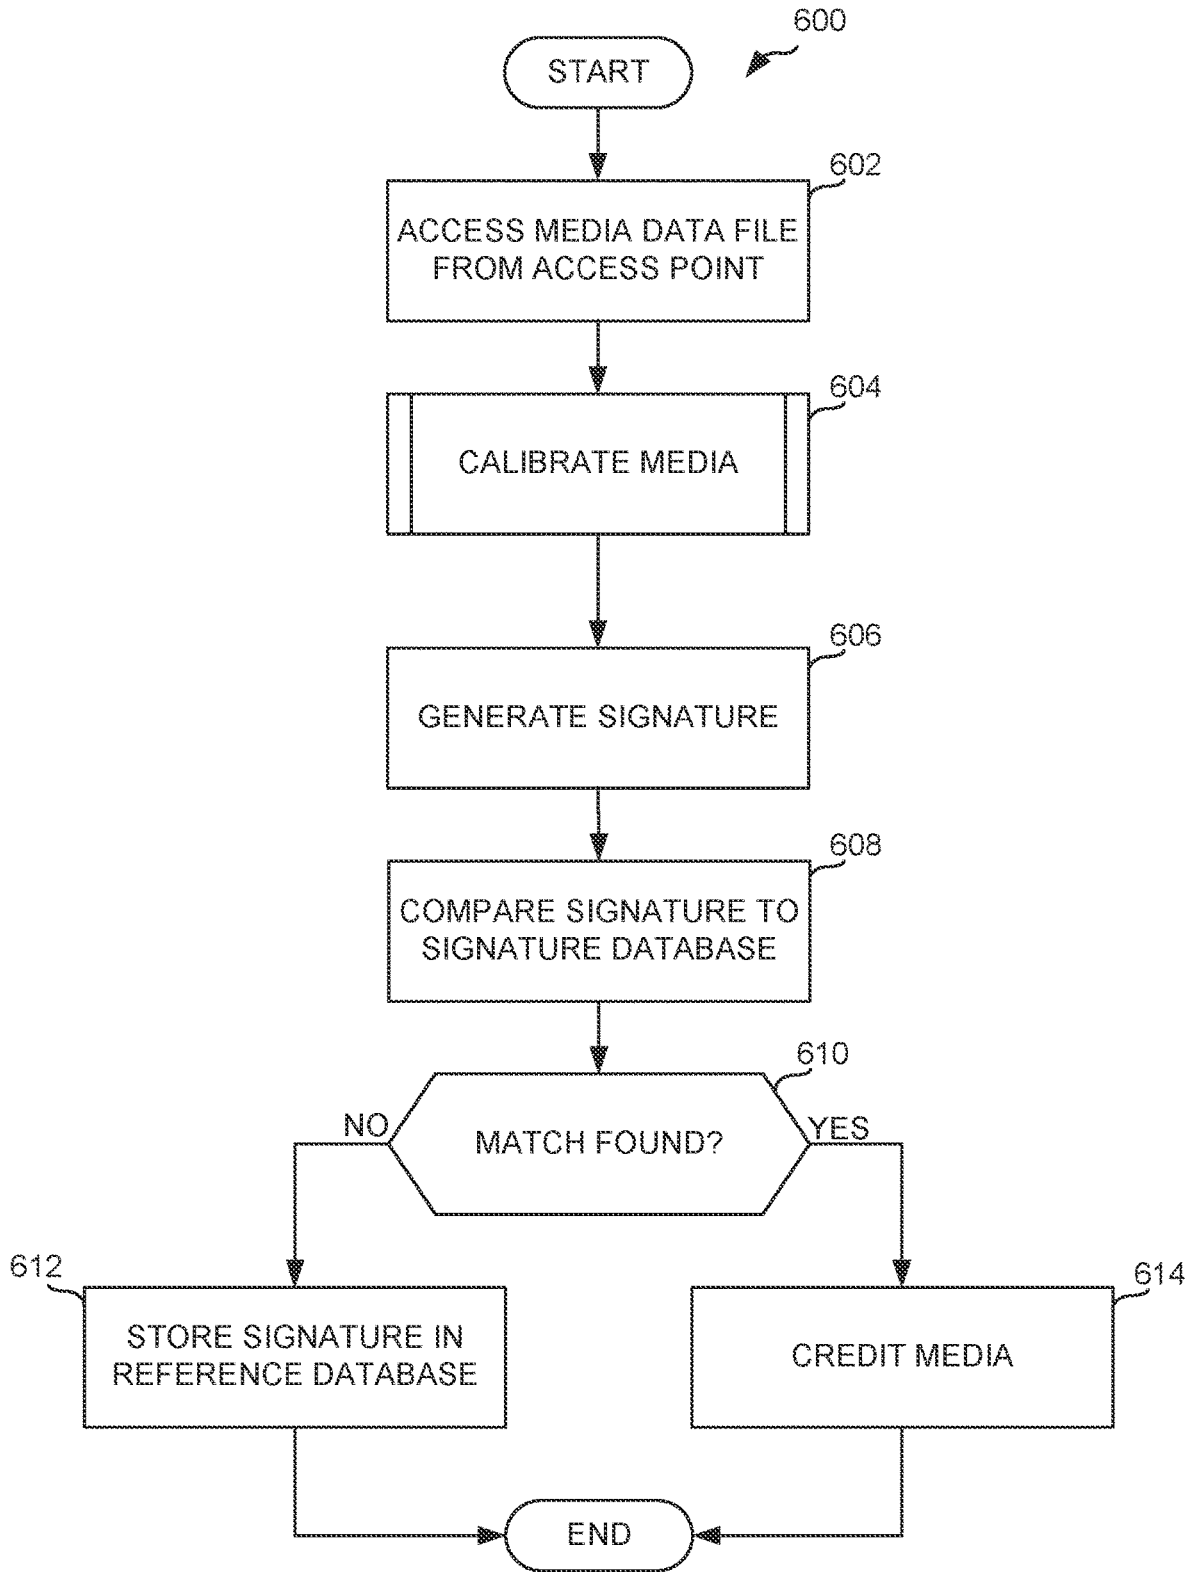 600
START
602
ACCESS MEDIA DATA FILE
FROM ACCESS POINT
604
CALIBRATE MEDIA
606
GENERATE SIGNATURE
608
COMPARE SIGNATURE TO
SIGNATURE DATABASE
610
NO
YES
MATCH FOUND?
612
614
STORE SIGNATURE IN
REFERENCE DATABASE
CREDIT MEDIA
END